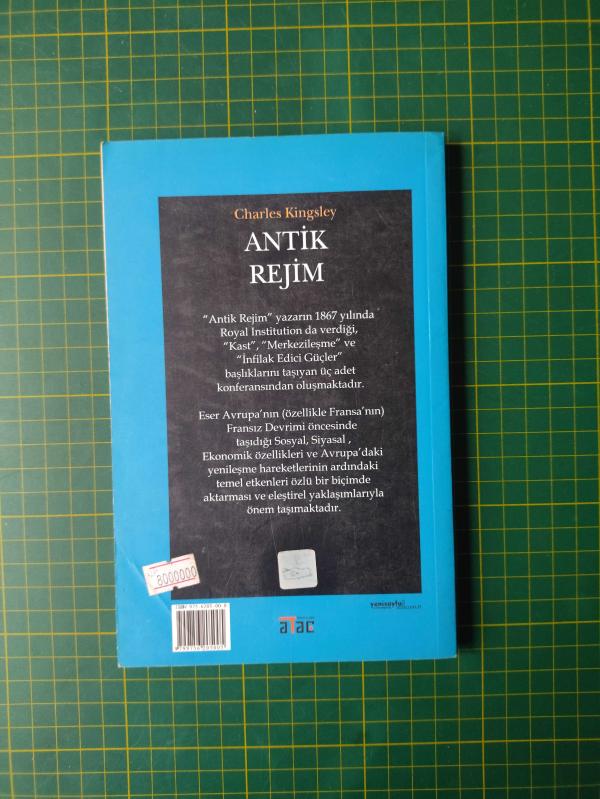 Charles Kingsley
ANTİK
REJİM
“Antik Rejim” yazarın 1867 yılında
Royal Institution da verdiği,
“Kast”, “Merkezileşme” ve
“İnfilak Edici Güçler”
başlıklarını taşıyan üç adet
konferansından oluşmaktadır.
Eser Avrupa’nın (özellikle Fransa’nın)
Fransız Devrimi öncesinde
taşıdığı Sosyal, Siyasal ,
Ekonomik özellikleri ve Avrupa’daki
yenileşme hareketlerinin ardındaki
temel etkenleri özlü bir biçimde
aktarması ve eleştirel yaklaşımlarıyla
önem taşımaktadır.
8000000
aTaç